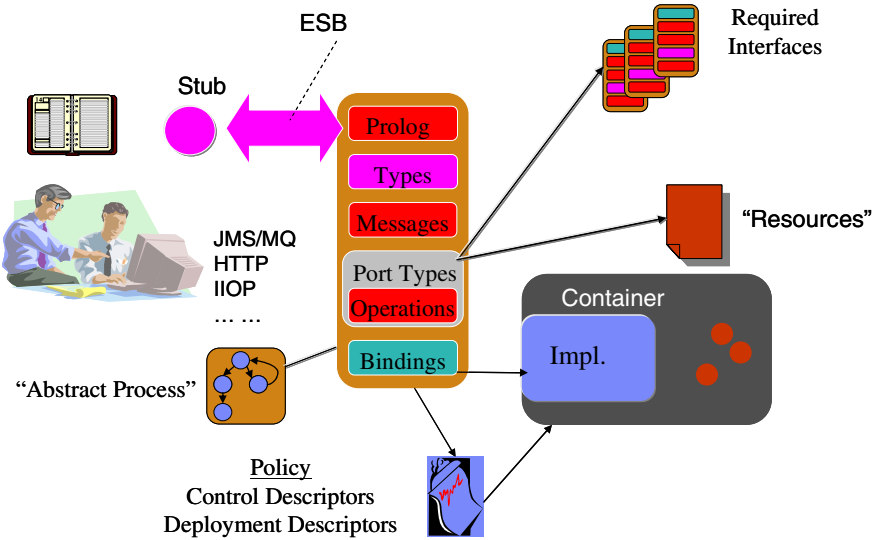 ESB
Required
Interfaces
Stub
Prolog
Types
Messages
“Resources”
JMS/MQ
HTTP
IIOP
... ...
Port Types
Operations
Container
Bindings
Impl.
“Abstract Process”
Policy
Control Descriptors
Deployment Descriptors